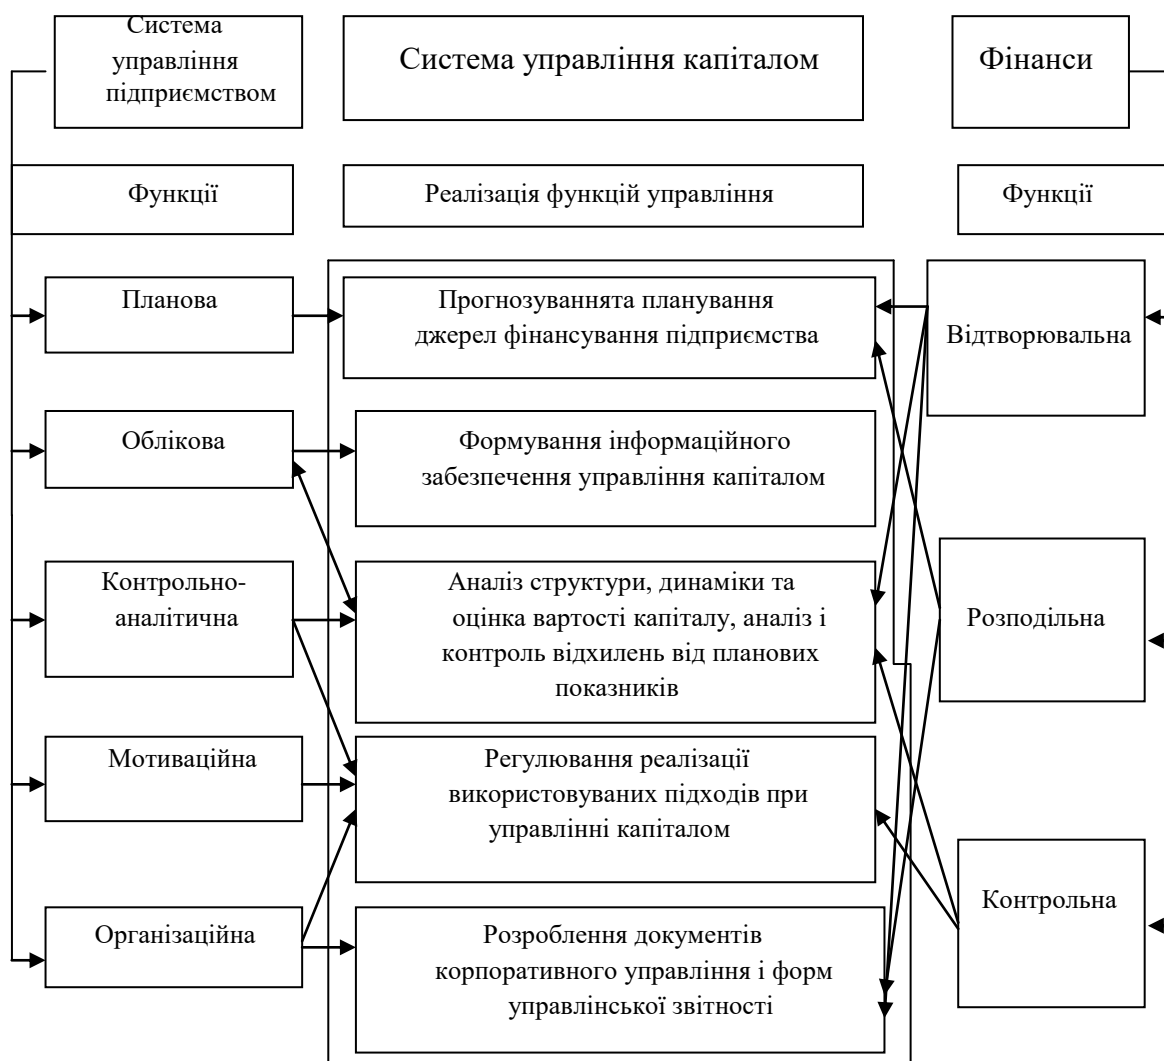 Система
управління
підприємством
Система управління капіталом
Фінанси
Функції
Реалізація функцій управління
Функції
Планова
Прогнозуваннята планування
джерел фінансування підприємства
Відтворювальна
Облікова
Формування інформаційного
забезпечення управління капіталом
Контрольно-
аналітична
Аналіз структури, динаміки та
оцінка вартості капіталу, аналіз і
контроль відхилень від планових
показників
Розподільна
Мотиваційна
Регулювання реалізації
використовуваних підходів при
управлінні капіталом
Контрольна
Організаційна
Розроблення документів
корпоративного управління і форм
управлінської звітності